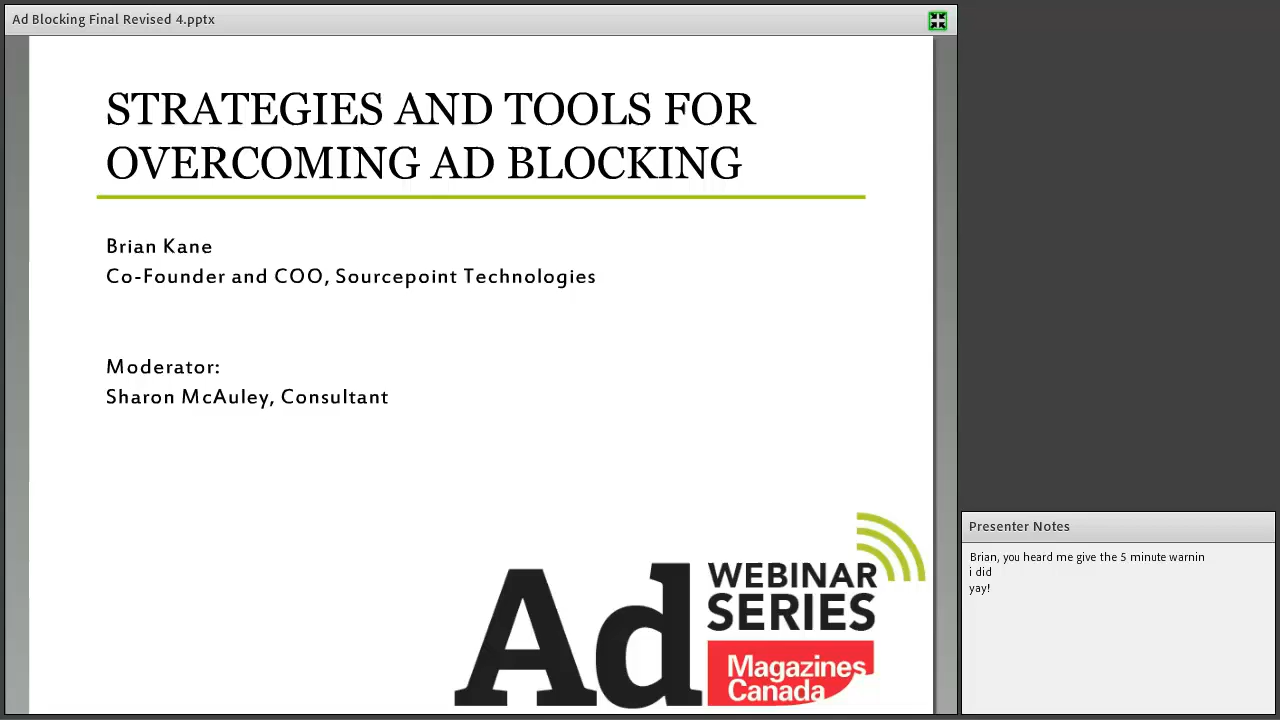 Ad Blocking Final Revised 4.pptx
STRATEGIES AND TOOLS FOR
OVERCOMING AD BLOCKING
Brian Kane
Co-Founder and COO, Sourcepoint Technologies
Moderator:
Sharon McAuley, Consultant
Ad
WEBINAR
SERIES
Magazines
Canada
Presenter Notes
Brian, you heard me give the 5 minute warnin
i did
yay!